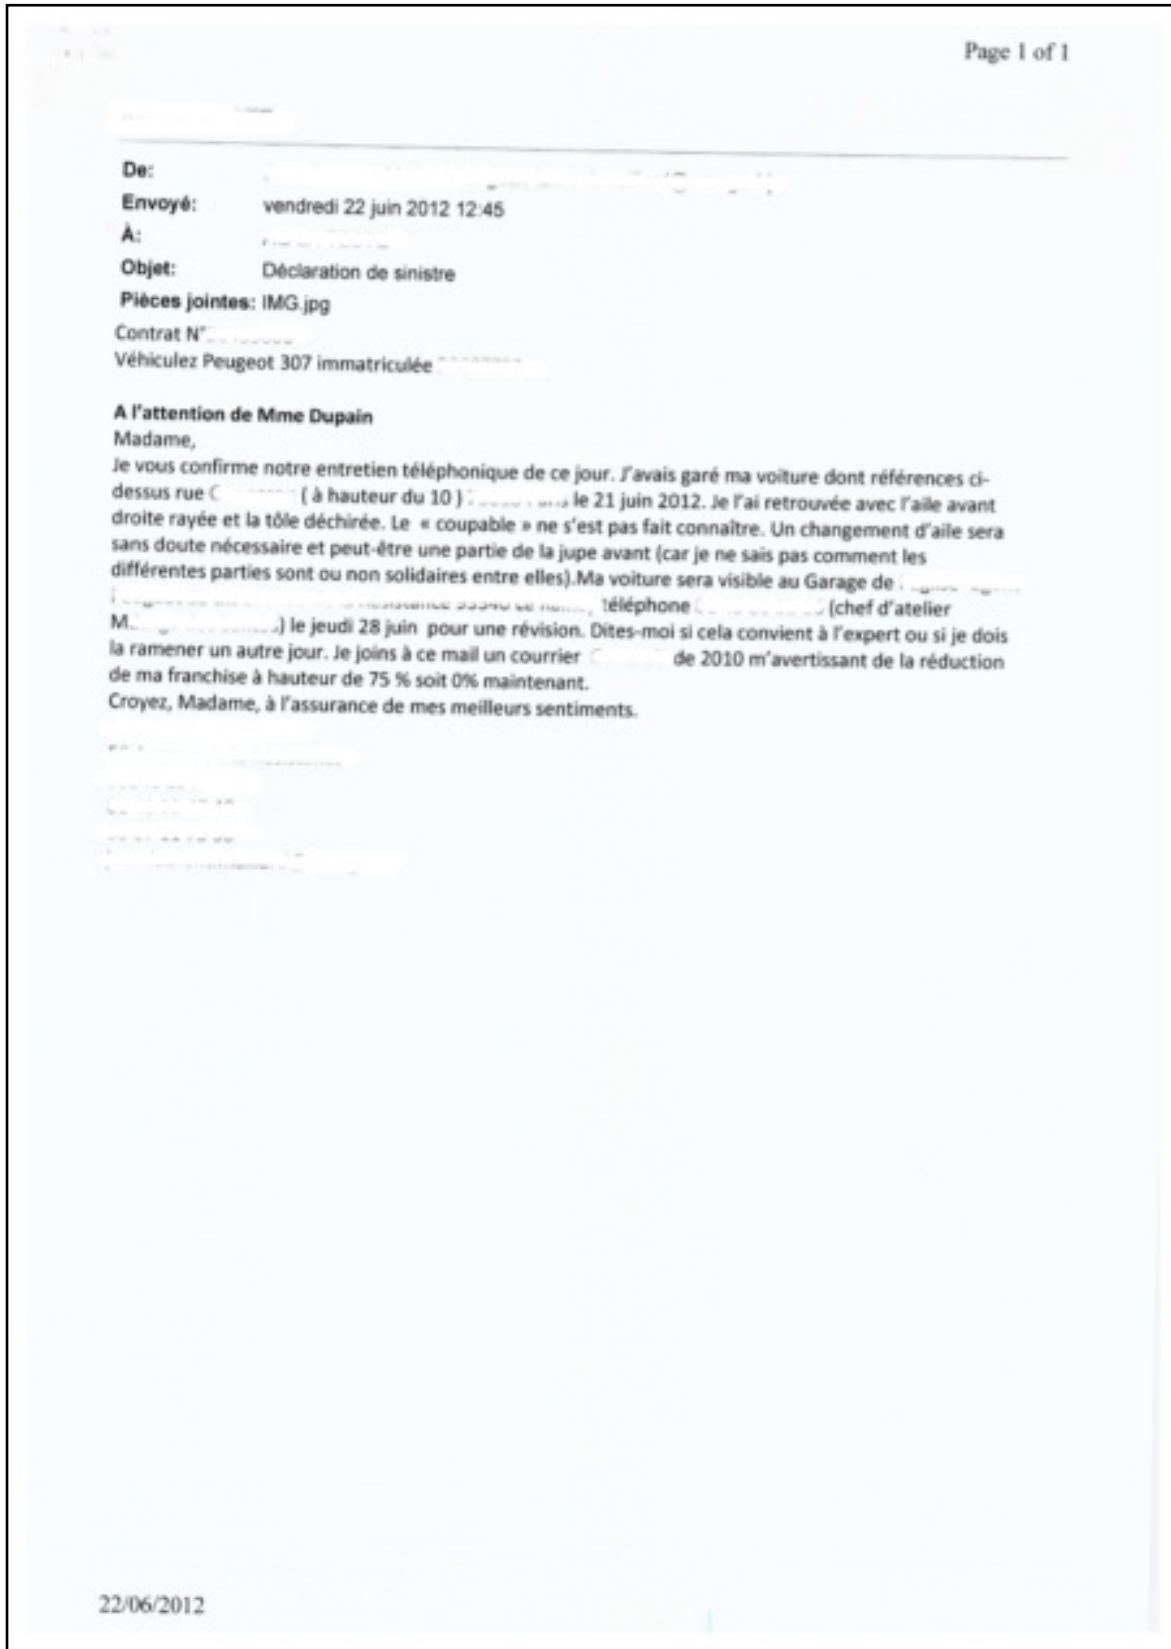 Page 1 of 1
De:
Envoyé: vendredi 22 juin 2012 12:45
À:
Objet: Déclaration de sinistre
Pièces jointes: IMG.jpg
Contrat N°
Véhiculez Peugeot 307 immatriculée
A l'attention de Mme Dupain
Madame,
Je vous confirme notre entretien téléphonique de ce jour. J'avais garé ma voiture dont références ci-
dessus rue C ( à hauteur du 10 ) le 21 juin 2012. Je l'ai retrouvée avec l'aile avant
droite rayée et la tôle déchirée. Le « coupable » ne s'est pas fait connaître. Un changement d'aile sera
sans doute nécessaire et peut-être une partie de la jupe avant (car je ne sais pas comment les
différentes parties sont ou non solidaires entre elles).Ma voiture sera visible au Garage de
téléphone (chef d'atelier
M. ) le jeudi 28 juin pour une révision. Dites-moi si cela convient à l'expert ou si je dois
la ramener un autre jour. Je joins à ce mail un courrier de 2010 m'avertissant de la réduction
de ma franchise à hauteur de 75 % soit 0% maintenant.
Croyez, Madame, à l'assurance de mes meilleurs sentiments.
22/06/2012